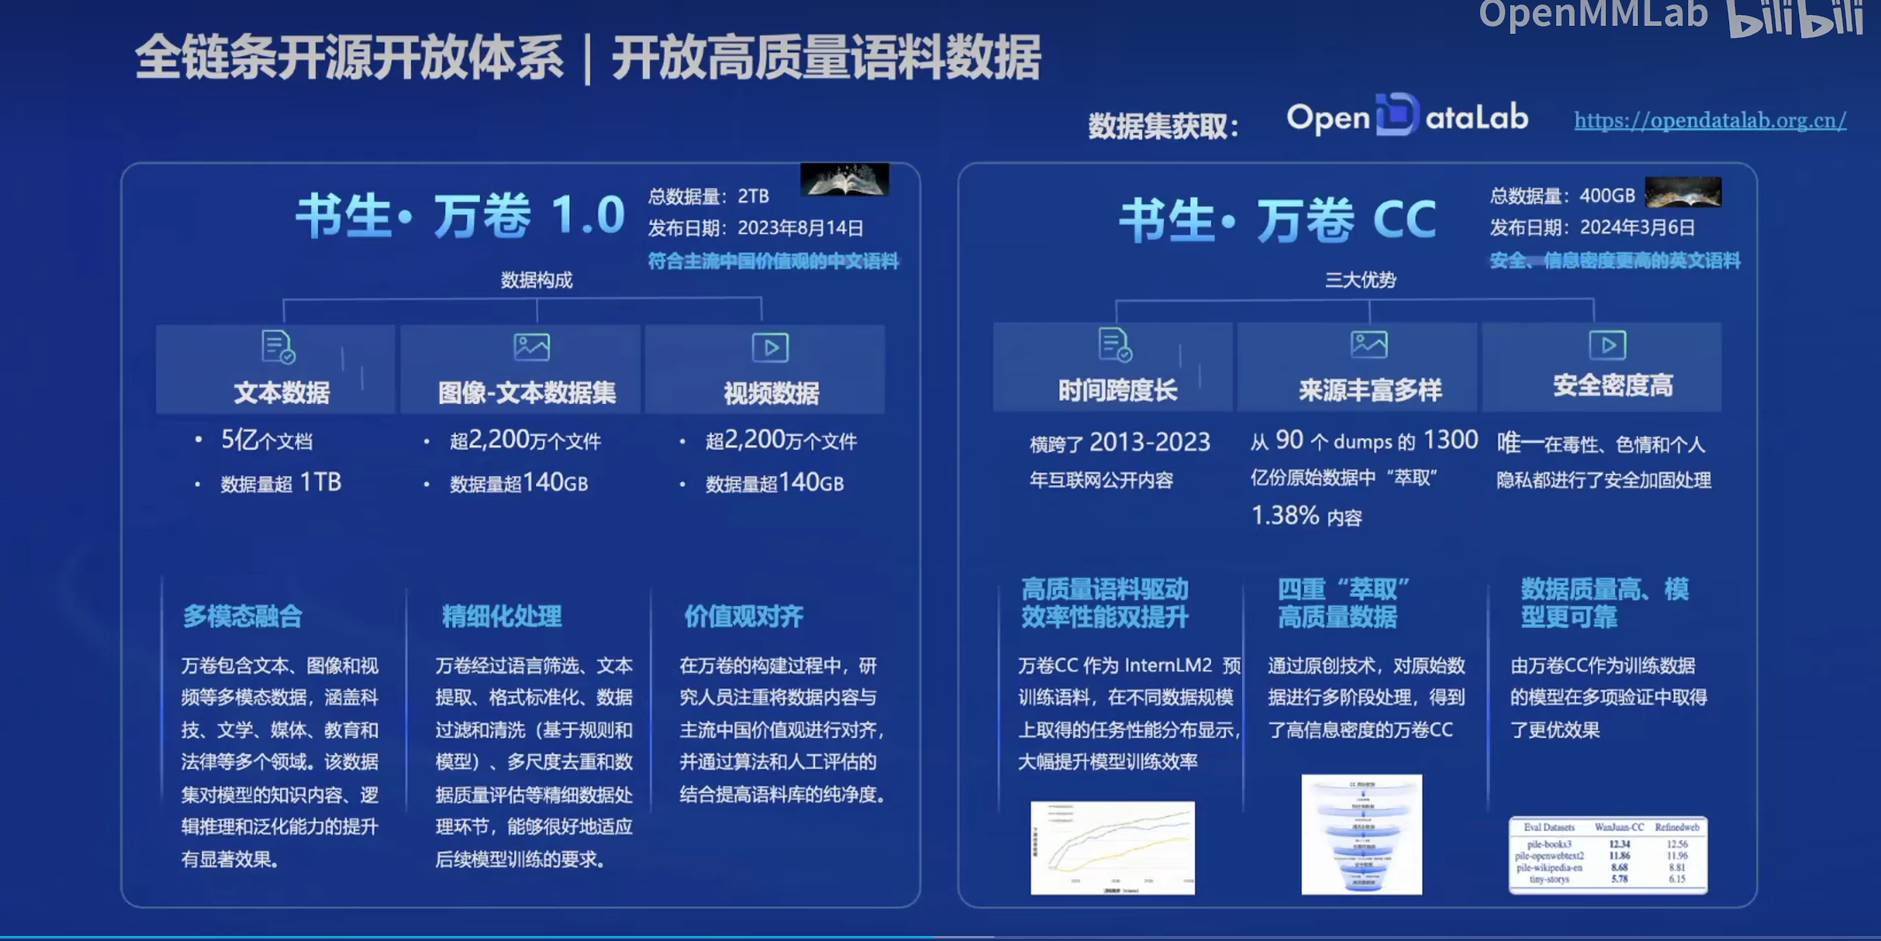 OpenMMLab bilibili
全链条开源开放体系｜开放高质量语料数据
数据集获取：
OpenDataLab
https://opendatalab.org.cn/
书生·万卷 1.0
总数据量：2TB
发布日期：2023年8月14日
符合主流中国价值观的中文语料
数据构成
文本数据
图像-文本数据集
视频数据
• 5亿个文档
• 数据量超 1TB
• 超2,200万个文件
• 数据量超140GB
• 超2,200万个文件
• 数据量超140GB
多模态融合
万卷包含文本、图像和视
频等多模态数据，涵盖科
技、文学、媒体、教育和
法律等多个领域。该数据
集对模型的知识内容、逻
辑推理和泛化能力的提升
有显著效果。
精细化处理
万卷经过语言筛选、文本
提取、格式标准化、数据
过滤和清洗（基于规则和
模型）、多尺度去重和数
据质量评估等精细数据处
理环节，能够很好地适应
后续模型训练的要求。
价值观对齐
在万卷的构建过程中，研
究人员注重将数据内容与
主流中国价值观进行对齐，
并通过算法和人工评估的
结合提高语料库的纯净度。
书生·万卷 CC
总数据量：400GB
发布日期：2024年3月6日
安全、信息密度更高的英文语料
三大优势
时间跨度长
来源丰富多样
安全密度高
横跨了 2013-2023
年互联网公开内容
从 90 个 dumps 的 1300
亿份原始数据中“萃取”
1.38% 内容
唯一在毒性、色情和个人
隐私都进行了安全加固处理
高质量语料驱动
效率性能双提升
万卷CC 作为 InternLM2 预
训练语料，在不同数据规模
上取得的任务性能分布显示，
大幅提升模型训练效率
四重“萃取”
高质量数据
通过原创技术，对原始数
据进行多阶段处理，得到
了高信息密度的万卷CC
数据质量高、模
型更可靠
由万卷CC作为训练数据
的模型在多项验证中取得
了更优效果
Eval Datasets WanJuan-CC Refinedweb
pile-books3 12.34 12.56
pile-openwebtext2 11.86 11.96
pile-wikipedia-en 8.68 8.81
tiny-storys 5.78 6.15